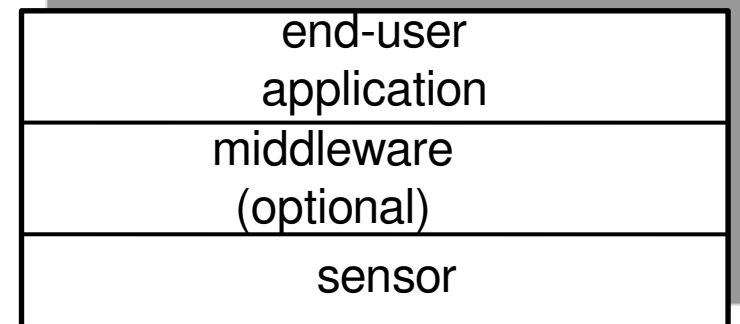 end-user
application
middleware
(optional)
sensor